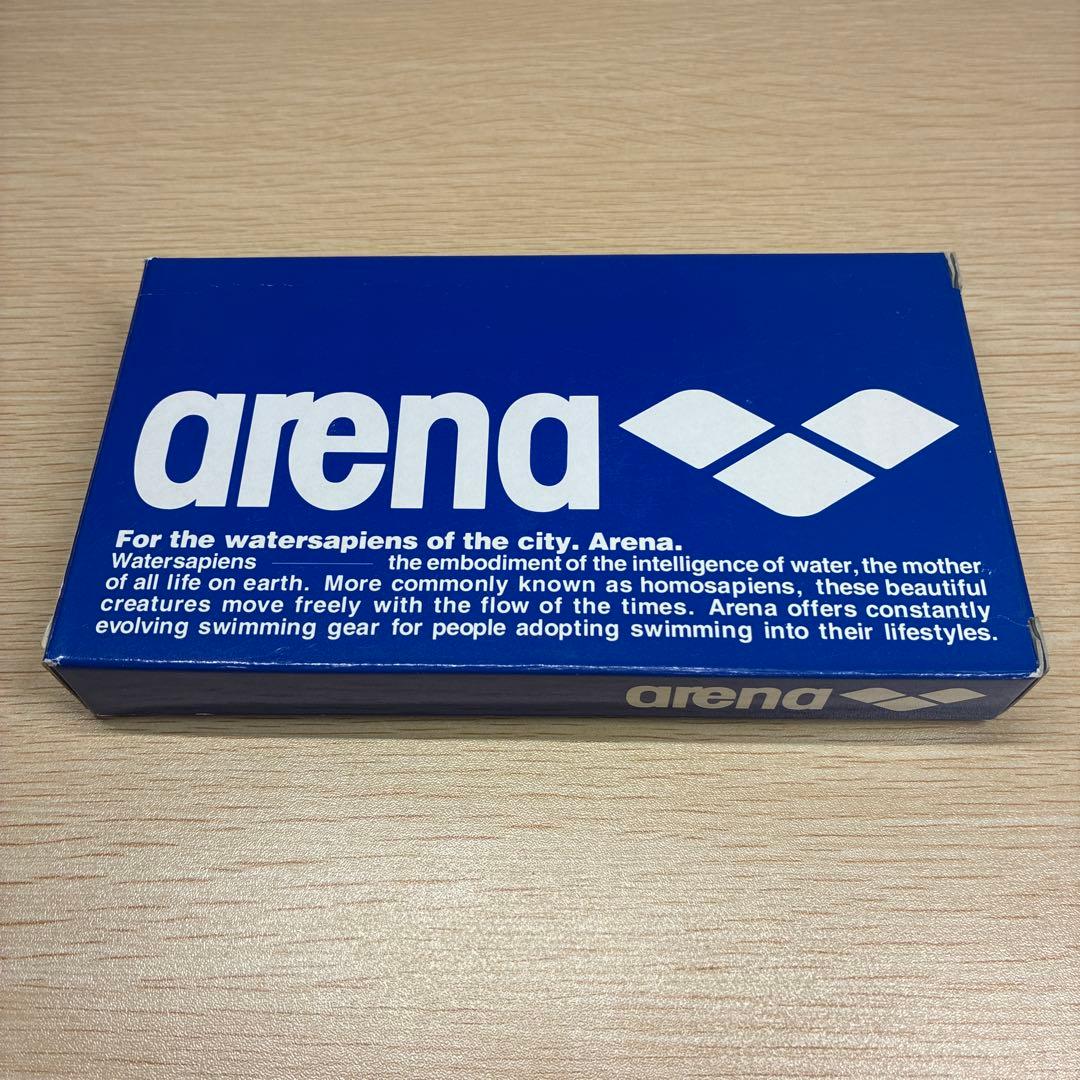 arena
For the watersapiens of the city. Arena.
Watersapiens ——— the embodiment of the intelligence of water, the mother
of all life on earth. More commonly known as homosapiens, these beautiful
creatures move freely with the flow of the times. Arena offers constantly
evolving swimming gear for people adopting swimming into their lifestyles.
arena